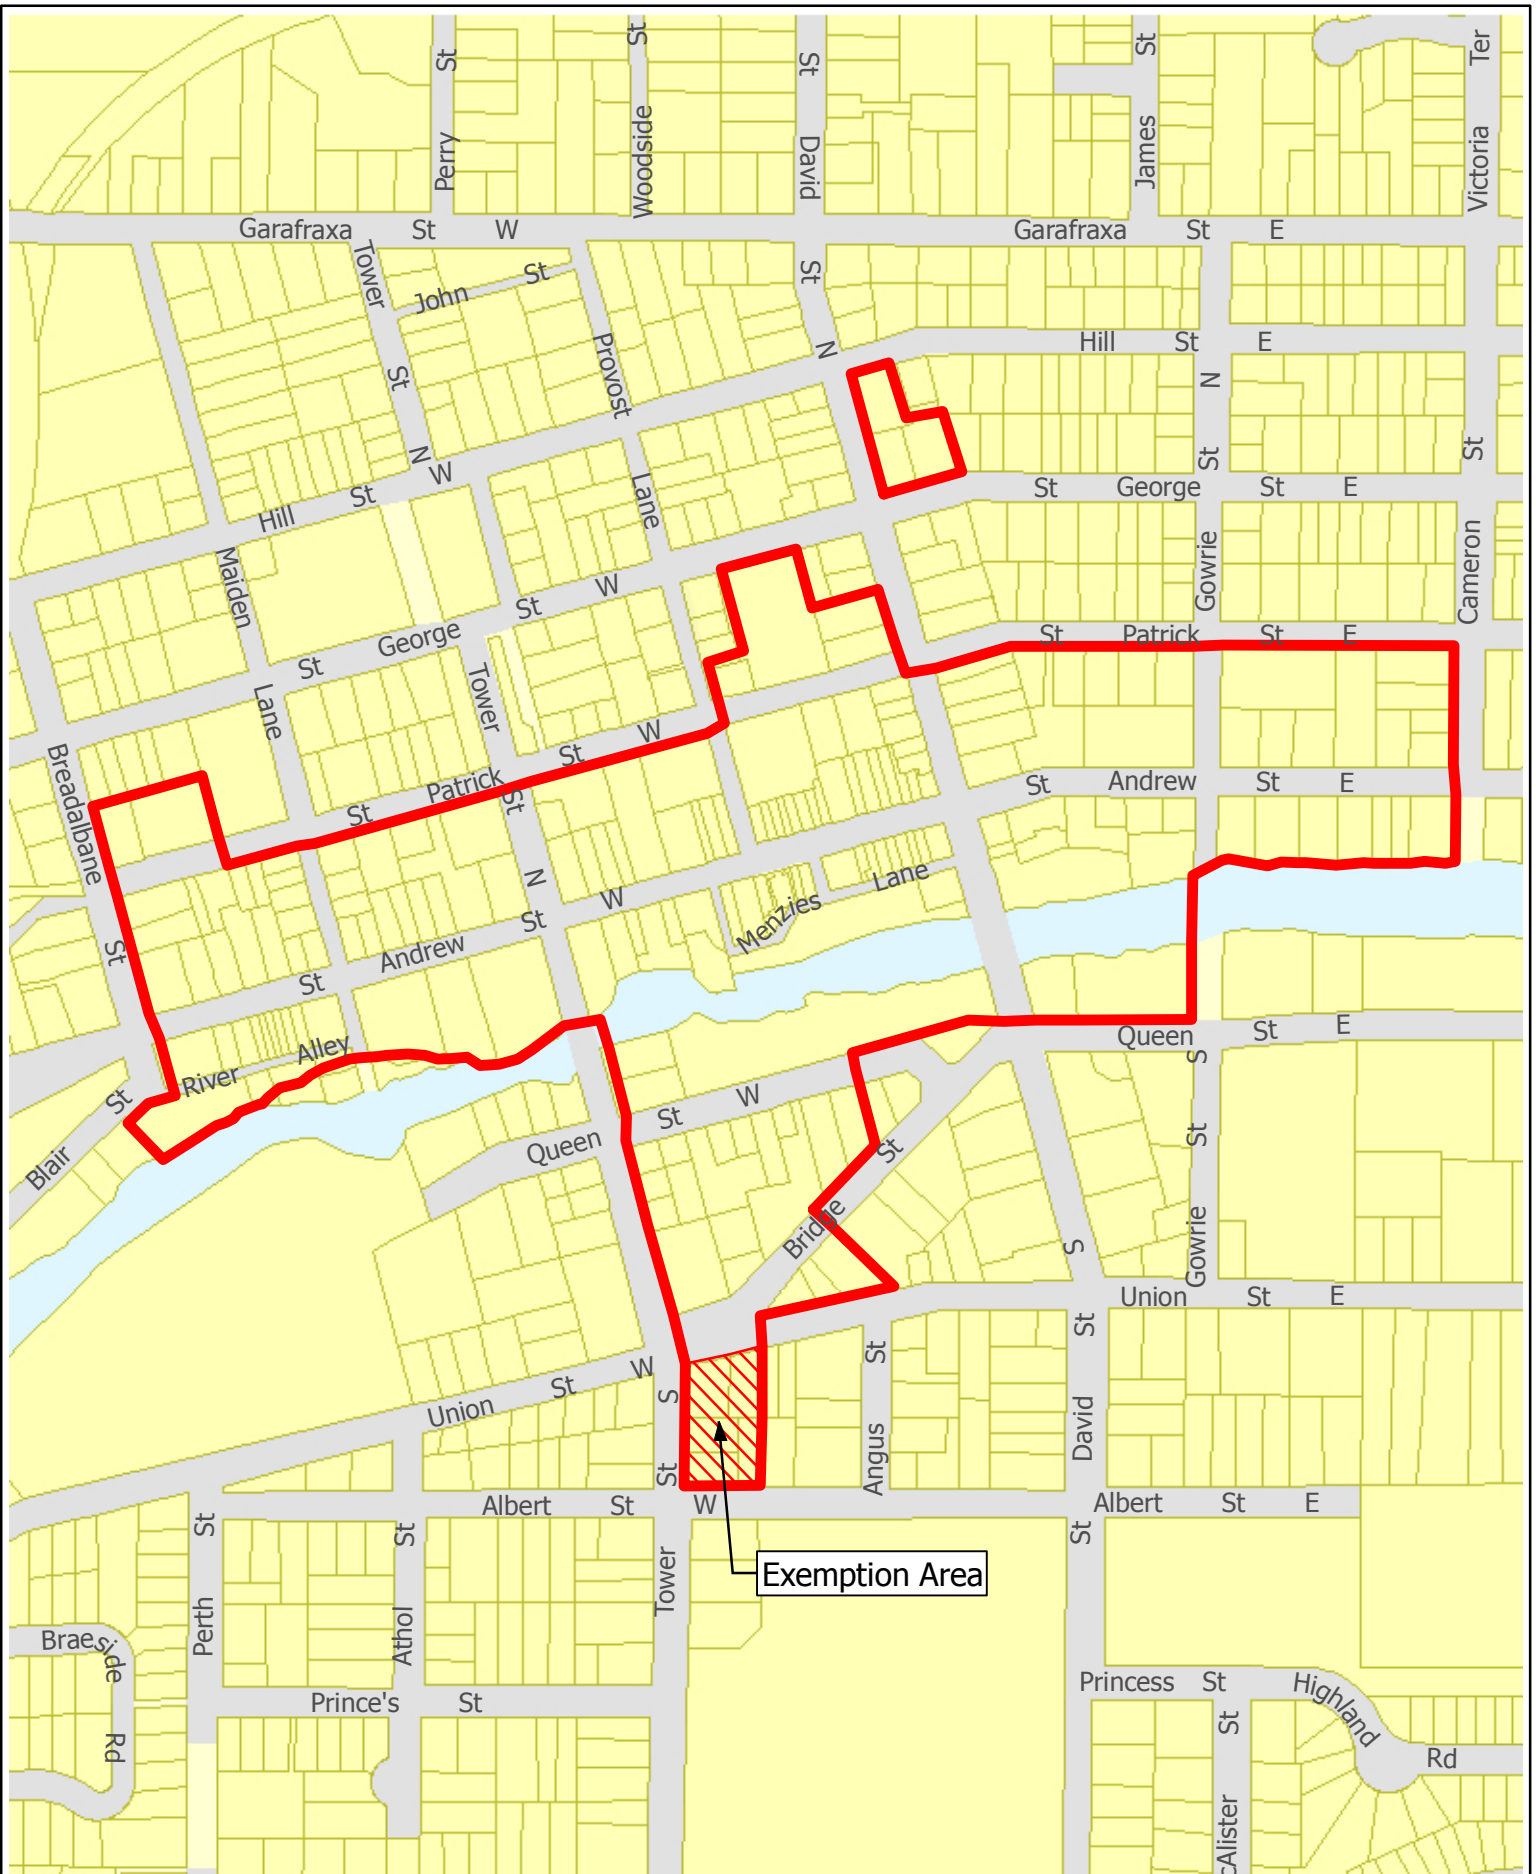 Perry St
Woodside St
David St
James St
Victoria Ter
Garafraxa St W
Garafraxa St E
Tower St N
John St
Provost Lane
St N
Hill St E
Hill St W
Gowrie St N
St George St E
Cameron St
Maiden Lane
St George St W
Tower St N
St Patrick St E
St Patrick St W
Breadalbane St
St Andrew St E
St Andrew St W
Menzies Lane
River Alley
Blair St
Queen St W
Queen St E
Bridge St
Gowrie St S
Union St E
Union St W
S
David St
Angus St
Tower St S
Albert St W
Albert St E
St
Exemption Area
Perth St
Athol St
Braeside Rd
Prince's St
Princess St
Highland Rd
St